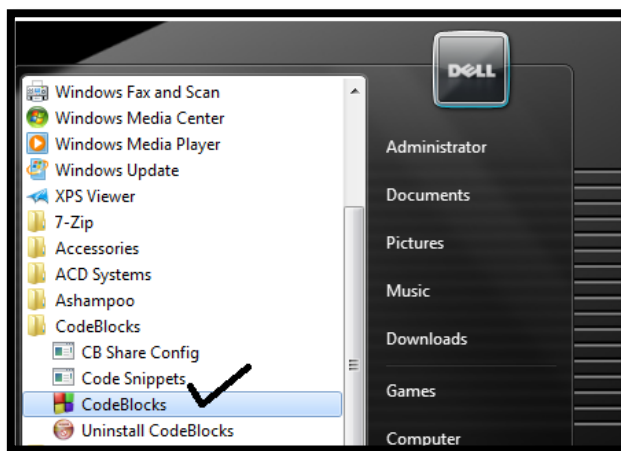 DELL
Windows Fax and Scan
Windows Media Center
Windows Media Player
Windows Update
XPS Viewer
7-Zip
Accessories
ACD Systems
Ashampoo
CodeBlocks
CB Share Config
Code Snippets
CodeBlocks
Uninstall CodeBlocks
Administrator
Documents
Pictures
Music
Downloads
Games
Computer